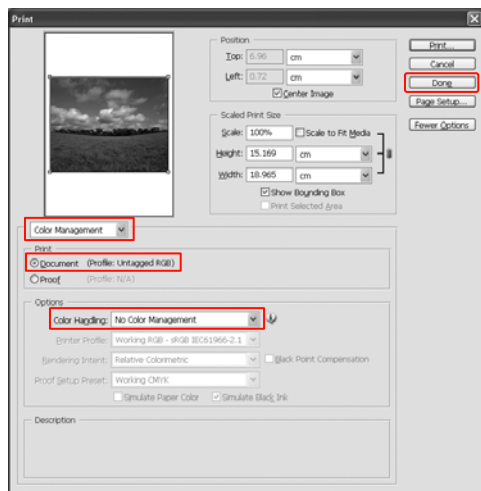 Print
Position
Top: 6.96 cm
Left: 0.72 cm
Center Image
Scaled Print Size
Scale: 100% Scale to Fit Media
Height: 15.169 cm
Width: 18.965 cm
Show Bounding Box
Print Selected Area
Print...
Cancel
Done
Page Setup...
Fewer Options
Color Management
Print
Document (Profile: Untagged RGB)
Proof (Profile: N/A)
Options
Color Handling: No Color Management
Printer Profile: Working RGB - sRGB IEC61966-2.1
Rendering Intent: Relative Colorimetric Black Point Compensation
Proof Setup Preset: Working CMYK
Simulate Paper Color Simulate Black Ink
Description